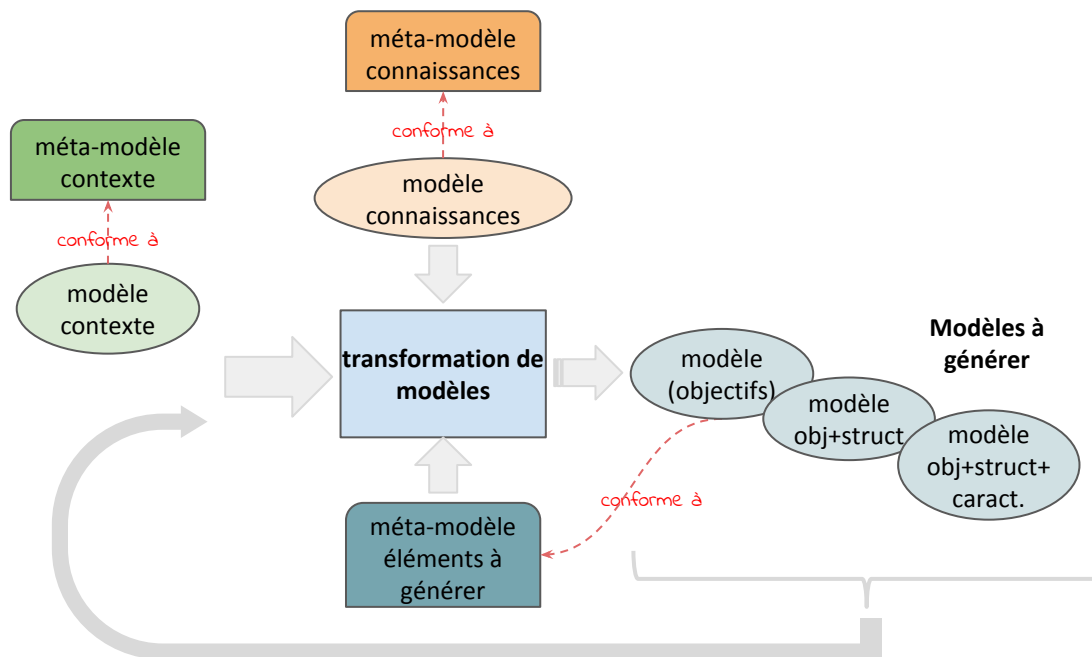 méta-modèle
connaissances
conforme à
modèle
connaissances
méta-modèle
contexte
conforme à
modèle
contexte
transformation de
modèles
Modèles à
générer
modèle
(objectifs)
modèle
obj+struct
modèle
obj+struct+
caract.
conforme à
méta-modèle
éléments à
générer